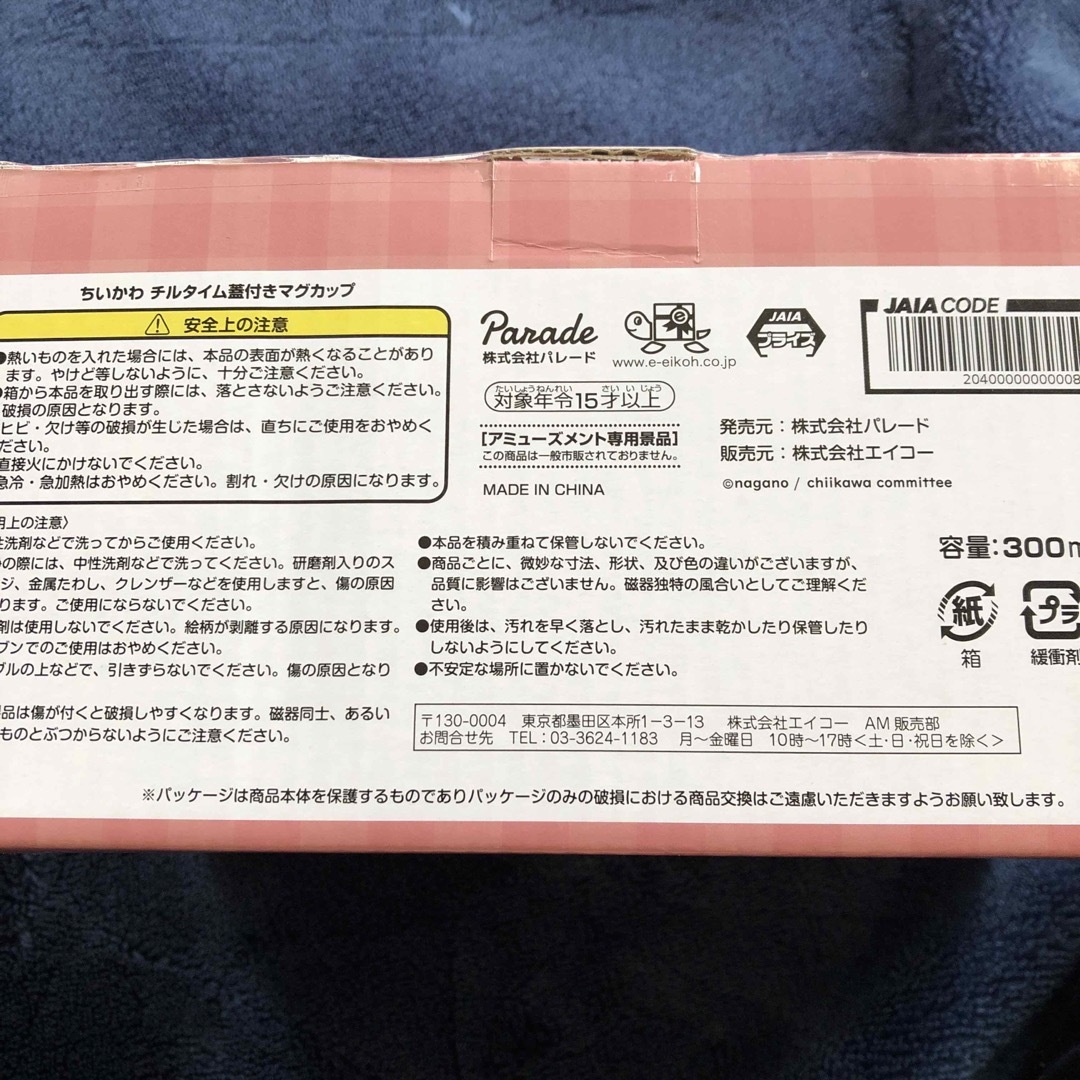 ちいかわ チルタイム蓋付きマグカップ
安全上の注意
●熱いものを入れた場合には、本品の表面が熱くなることがあり
ます。やけど等しないように、十分ご注意ください。
●箱から本品を取り出す際には、落とさないようご注意ください。
破損の原因となります。
ヒビ・欠け等の破損が生じた場合は、直ちにご使用をおやめく
ださい。
直接火にかけないでください。
急冷・急加熱はおやめください。割れ・欠けの原因になります。
Parade
株式会社パレード
www.e-eikoh.co.jp
JAIA
プライズ
JAIA CODE
20400000000008
たいしょうねんれい さい いじょう
対象年令15才以上
[アミューズメント専用景品]
この商品は一般市販されておりません。
MADE IN CHINA
発売元:株式会社パレード
販売元:株式会社エイコー
©nagano / chiikawa committee
用上の注意〉
性洗剤などで洗ってからご使用ください。
の際には、中性洗剤などで洗ってください。研磨剤入りのス
ジ、金属たわし、クレンザーなどを使用しますと、傷の原因
ります。ご使用にならないでください。
剤は使用しないでください。絵柄が剥離する原因になります。
ブンでのご使用はおやめください。
ブルの上などで、引きずらないでください。傷の原因となり
品は傷が付くと破損しやすくなります。磁器同士、あるい
ものとぶつからないようにご注意ください。
●本品を積み重ねて保管しないでください。
●商品ごとに、微妙な寸法、形状、及び色の違いがございますが、
品質に影響はございません。磁器独特の風合いとしてご理解くだ
さい。
●使用後は、汚れを早く落とし、汚れたまま乾かしたり保管したり
しないようにしてください。
●不安定な場所に置かないでください。
容量:300m
紙
箱
プラ
緩衝剤
〒130-0004 東京都墨田区本所1-3-13 株式会社エイコー AM販売部
お問合せ先 TEL:03-3624-1183 月〜金曜日 10時〜17時<土・日・祝日を除く>
※パッケージは商品本体を保護するものでありパッケージのみの破損における商品交換はご遠慮いただきますようお願い致します。